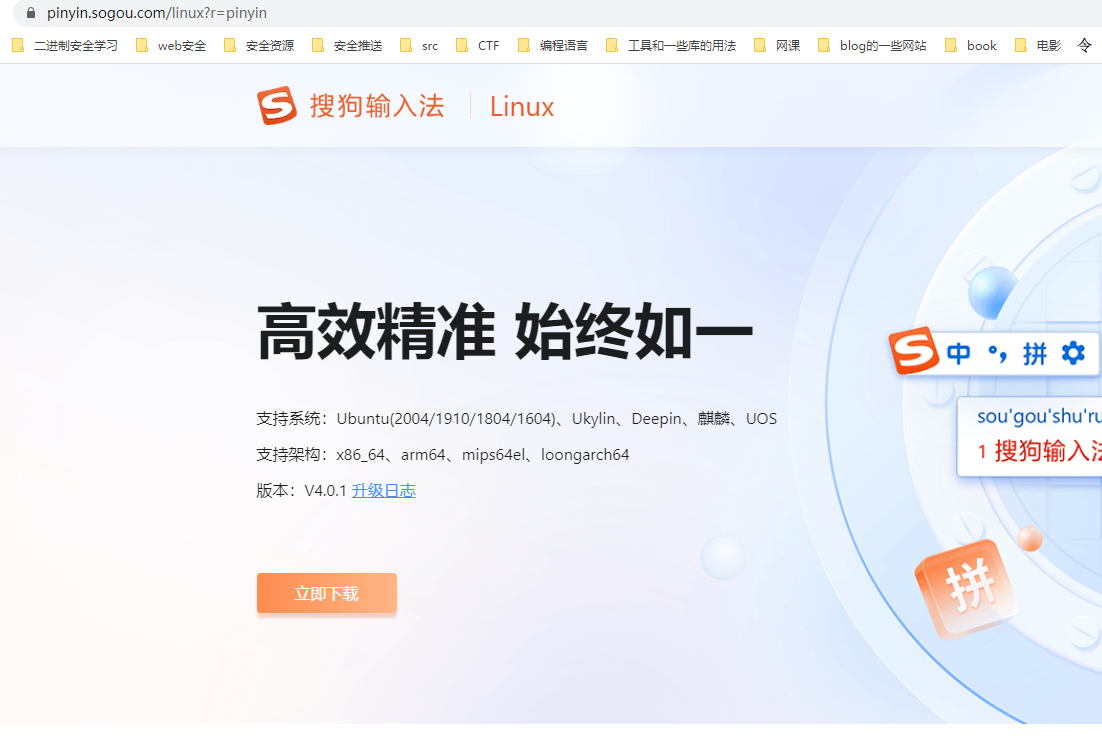 pinyin.sogou.com/linux?r=pinyin
二进制安全学习 web安全 安全资源 安全推送 src CTF 编程语言 工具和一些库的用法 网课 blog的一些网站 book 电影 令
S 搜狗输入法 Linux
高效精准 始终如一
S 中 °, 拼
支持系统：Ubuntu(2004/1910/1804/1604)、Ukylin、Deepin、麒麟、UOS
sou'gou'shu'ru
支持架构：x86_64、arm64、mips64el、loongarch64
1 搜狗输入法
版本：V4.0.1 升级日志
立即下载
拼